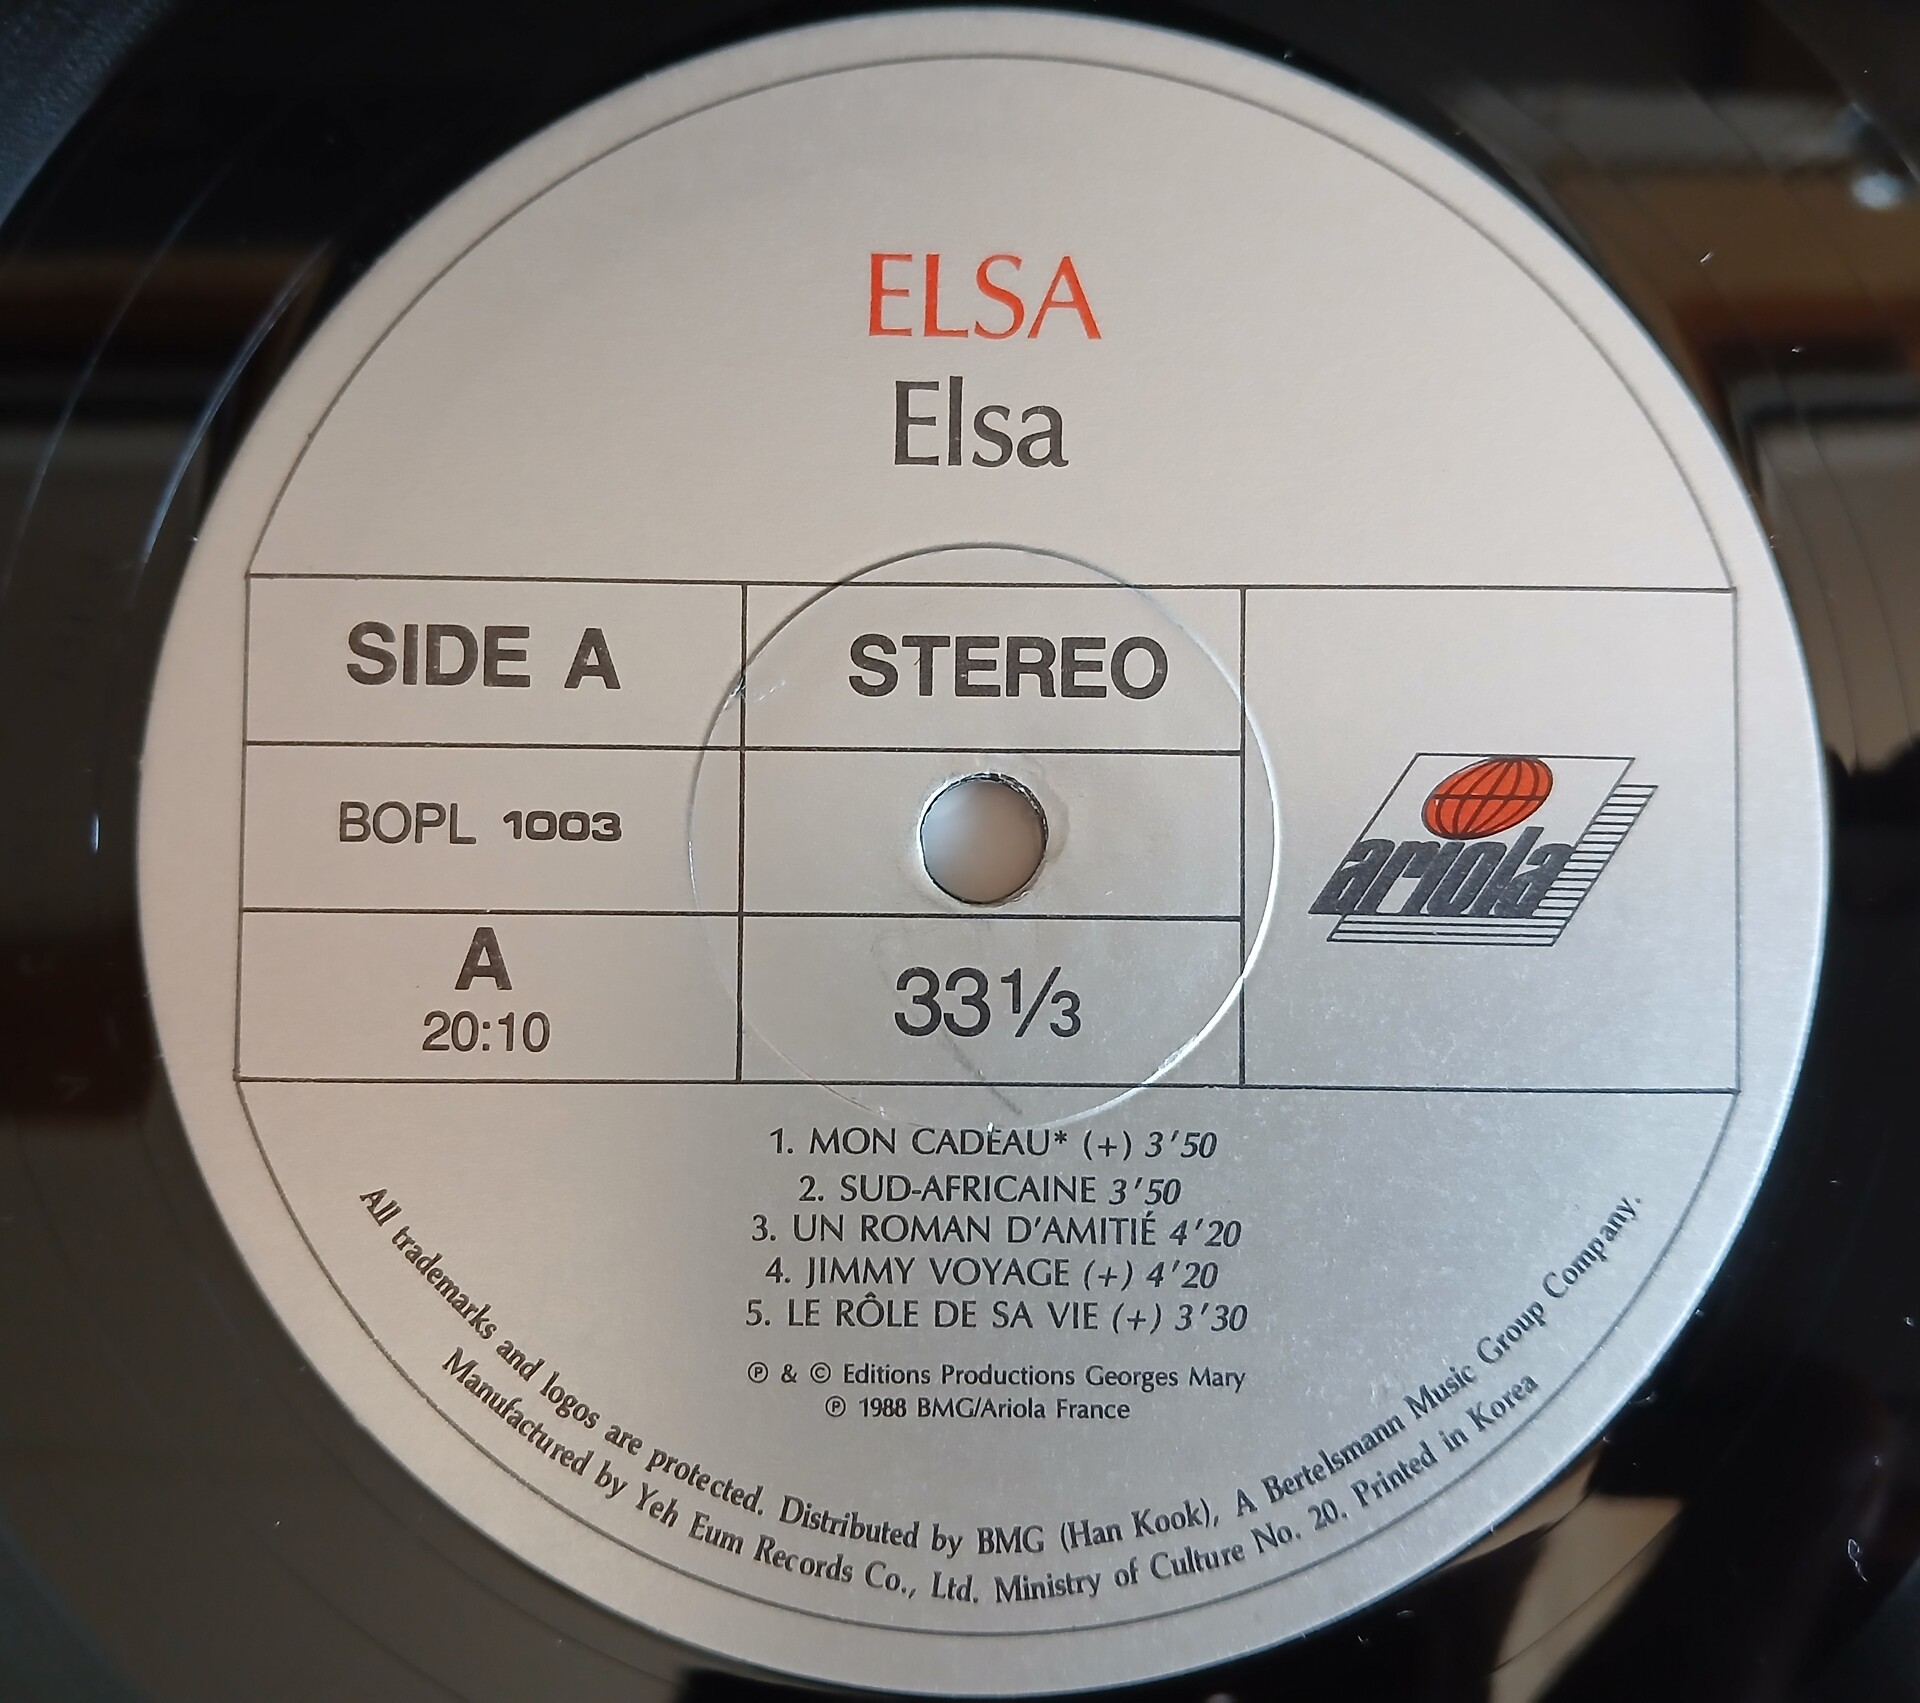 ELSA
Elsa
SIDE A
STEREO
BOPL 1003
ariola
A
20:10
33 1/3
1. MON CADEAU* (+) 3'50
2. SUD-AFRICAINE 3'50
3. UN ROMAN D'AMITIÉ 4'20
4. JIMMY VOYAGE (+) 4'20
5. LE RÔLE DE SA VIE (+) 3'30
℗ & © Editions Productions Georges Mary
℗ 1988 BMG/Ariola France
All trademarks and logos are protected. Distributed by BMG (Han Kook), A Bertelsmann Music Group Company.
Manufactured by Yeh Eum Records Co., Ltd. Ministry of Culture No. 20. Printed in Korea